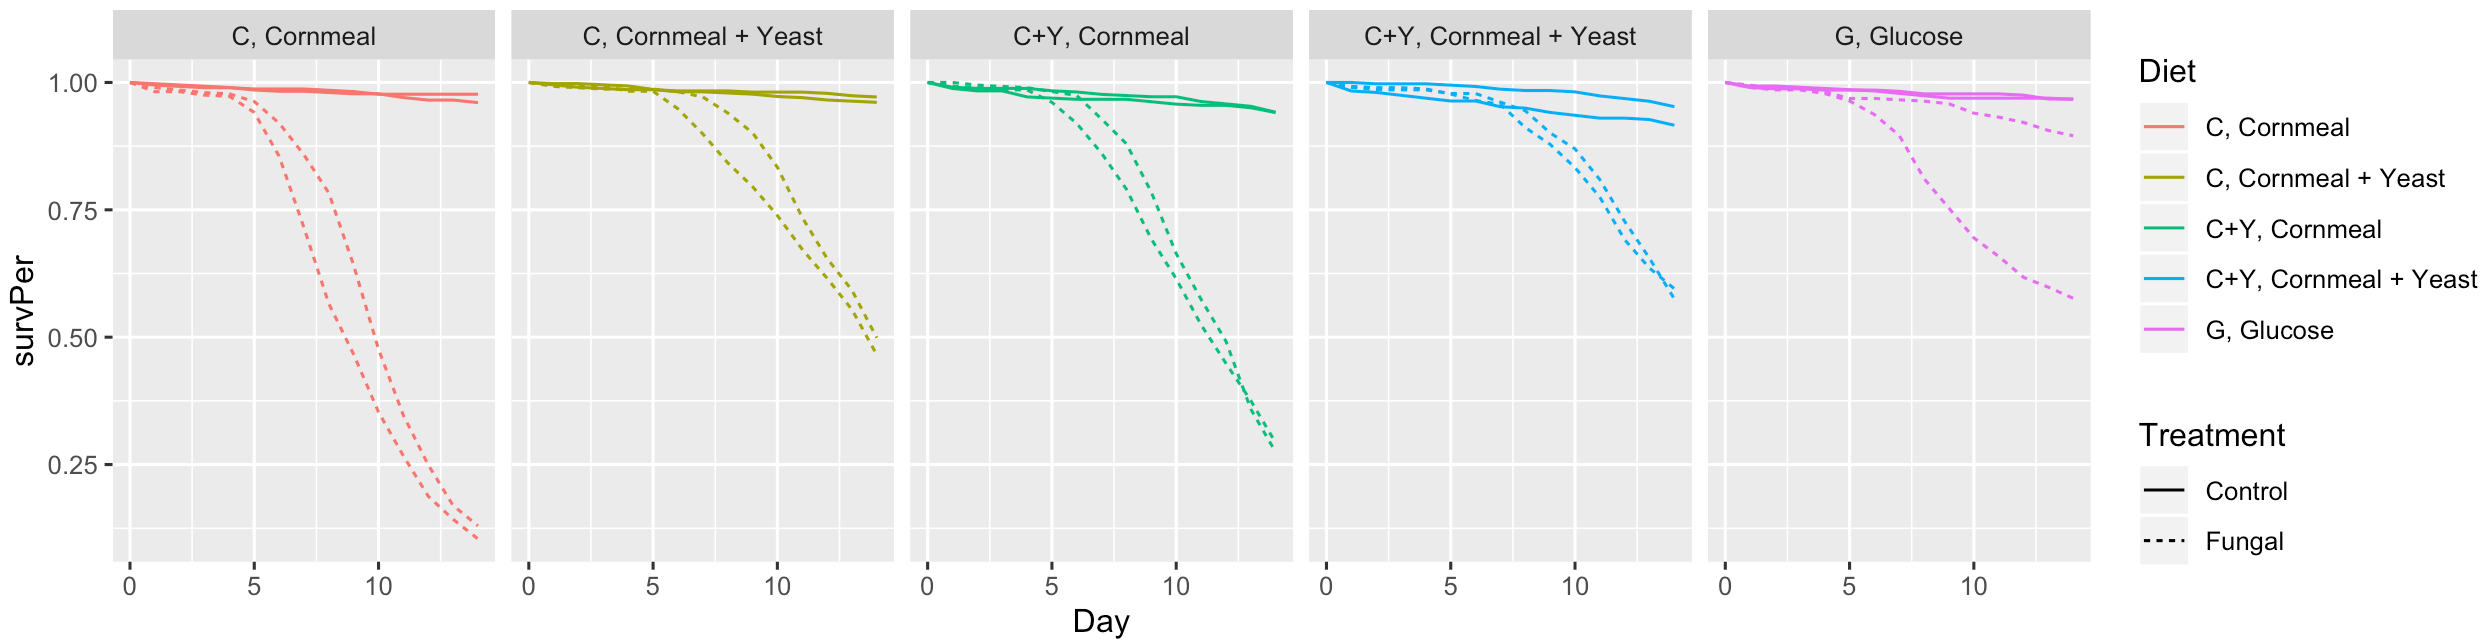 C, Cornmeal
C, Cornmeal + Yeast
C+Y, Cornmeal
C+Y, Cornmeal + Yeast
G, Glucose
survPer
1.00
0.75
0.50
0.25
0 5 10
0 5 10
0 5 10
0 5 10
0 5 10
Day
Diet
C, Cornmeal
C, Cornmeal + Yeast
C+Y, Cornmeal
C+Y, Cornmeal + Yeast
G, Glucose
Treatment
Control
Fungal